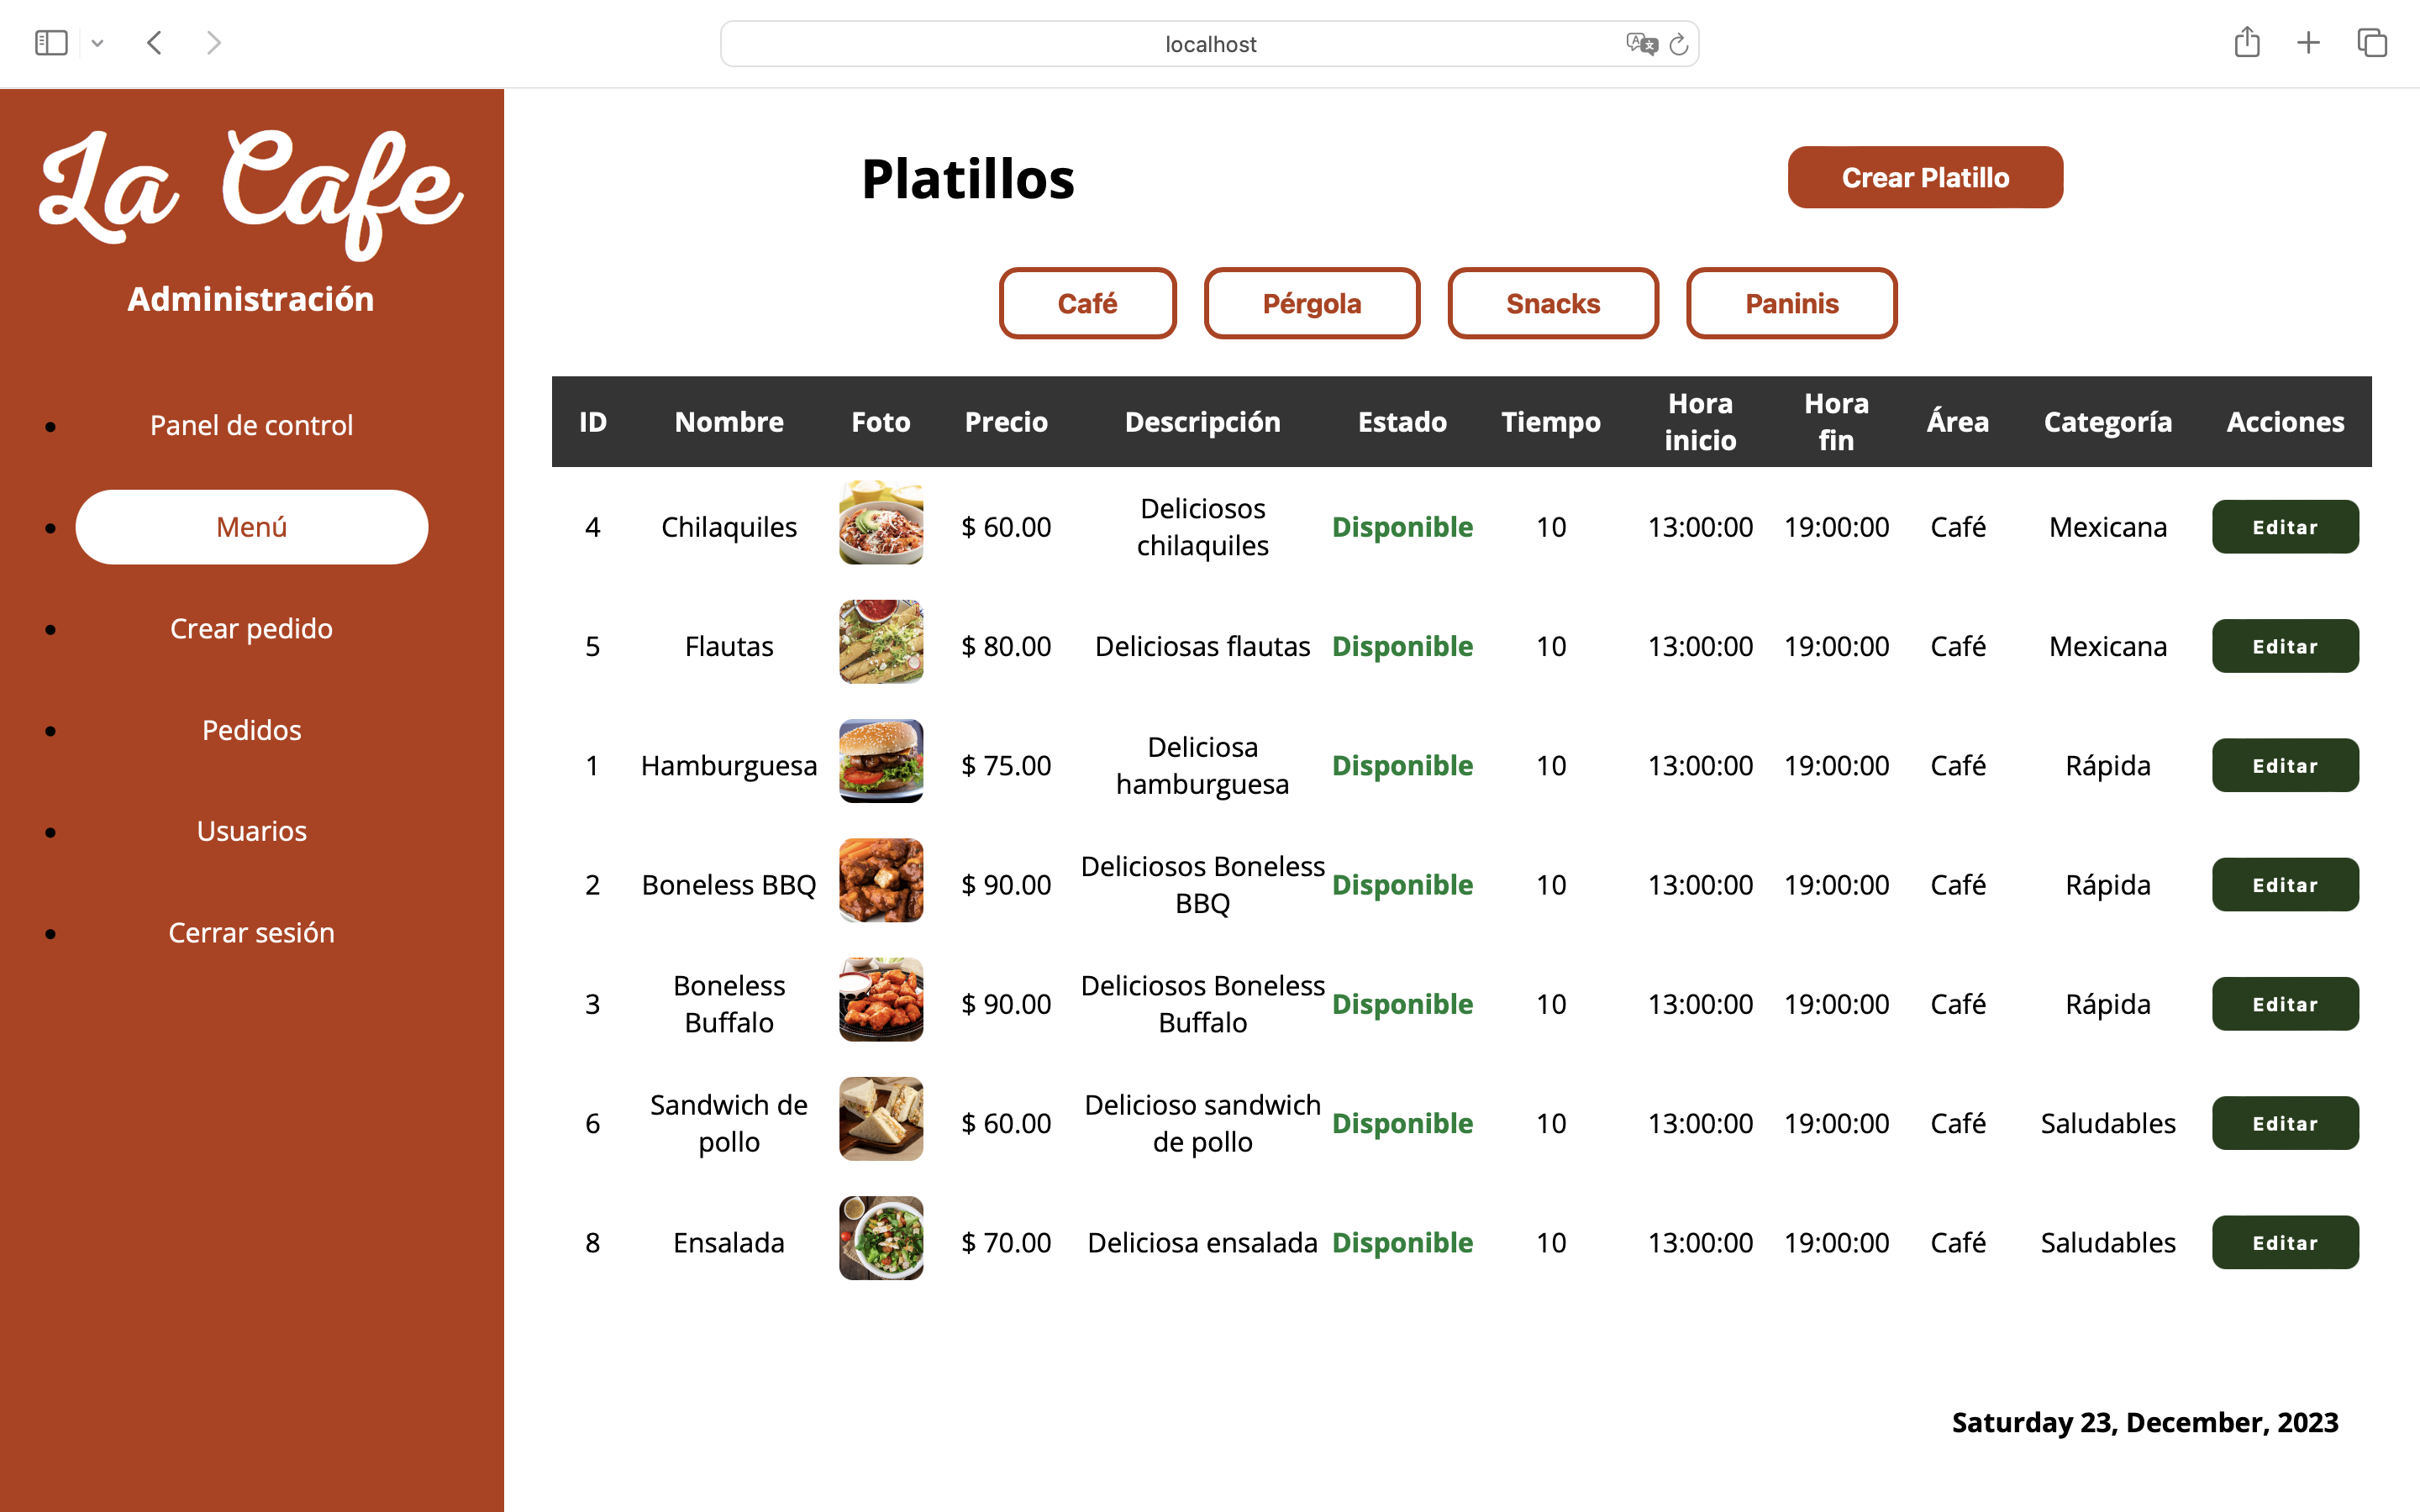 localhost
La Cafe
Administración
Panel de control
Menú
Crear pedido
Pedidos
Usuarios
Cerrar sesión
Platillos
Crear Platillo
Café Pérgola Snacks Paninis
ID Nombre Foto Precio Descripción Estado Tiempo Hora inicio Hora fin Área Categoría Acciones
4 Chilaquiles $ 60.00 Deliciosos chilaquiles Disponible 10 13:00:00 19:00:00 Café Mexicana Editar
5 Flautas $ 80.00 Deliciosas flautas Disponible 10 13:00:00 19:00:00 Café Mexicana Editar
1 Hamburguesa $ 75.00 Deliciosa hamburguesa Disponible 10 13:00:00 19:00:00 Café Rápida Editar
2 Boneless BBQ $ 90.00 Deliciosos Boneless BBQ Disponible 10 13:00:00 19:00:00 Café Rápida Editar
3 Boneless Buffalo $ 90.00 Deliciosos Boneless Buffalo Disponible 10 13:00:00 19:00:00 Café Rápida Editar
6 Sandwich de pollo $ 60.00 Delicioso sandwich de pollo Disponible 10 13:00:00 19:00:00 Café Saludables Editar
8 Ensalada $ 70.00 Deliciosa ensalada Disponible 10 13:00:00 19:00:00 Café Saludables Editar
Saturday 23, December, 2023